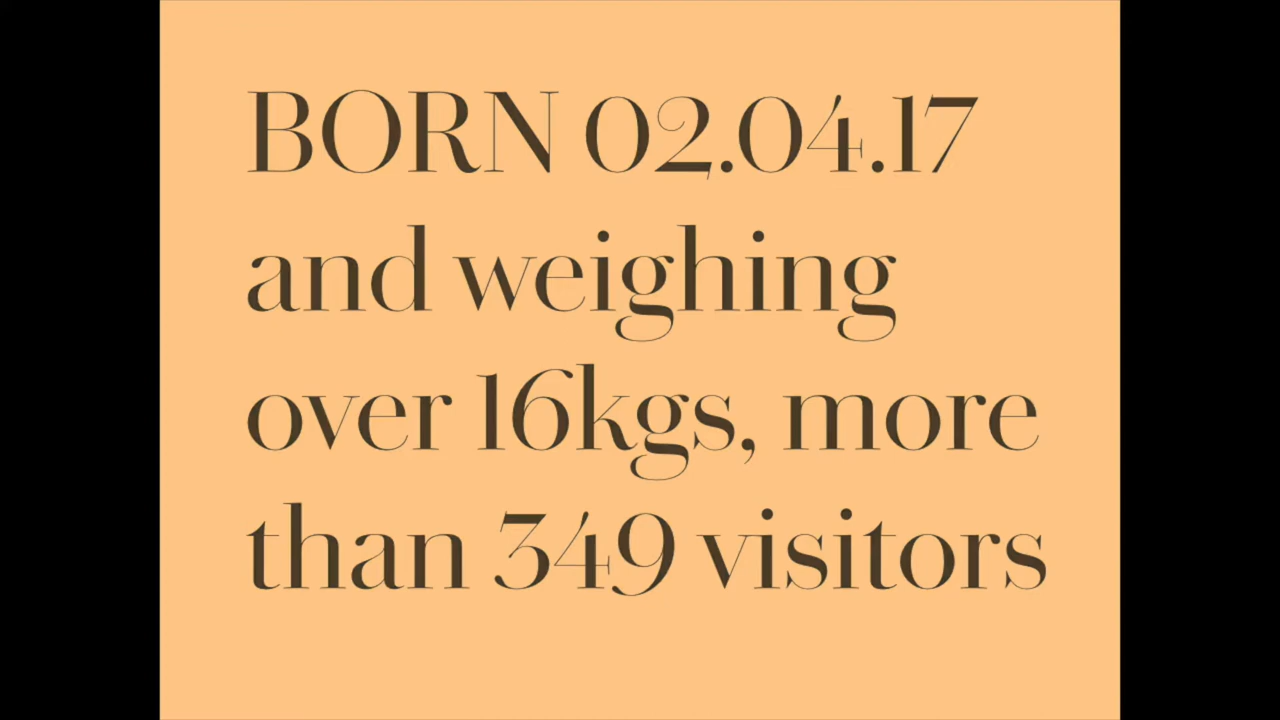 BORN 02.04.17
and weighing
over 16kgs, more
than 349 visitors